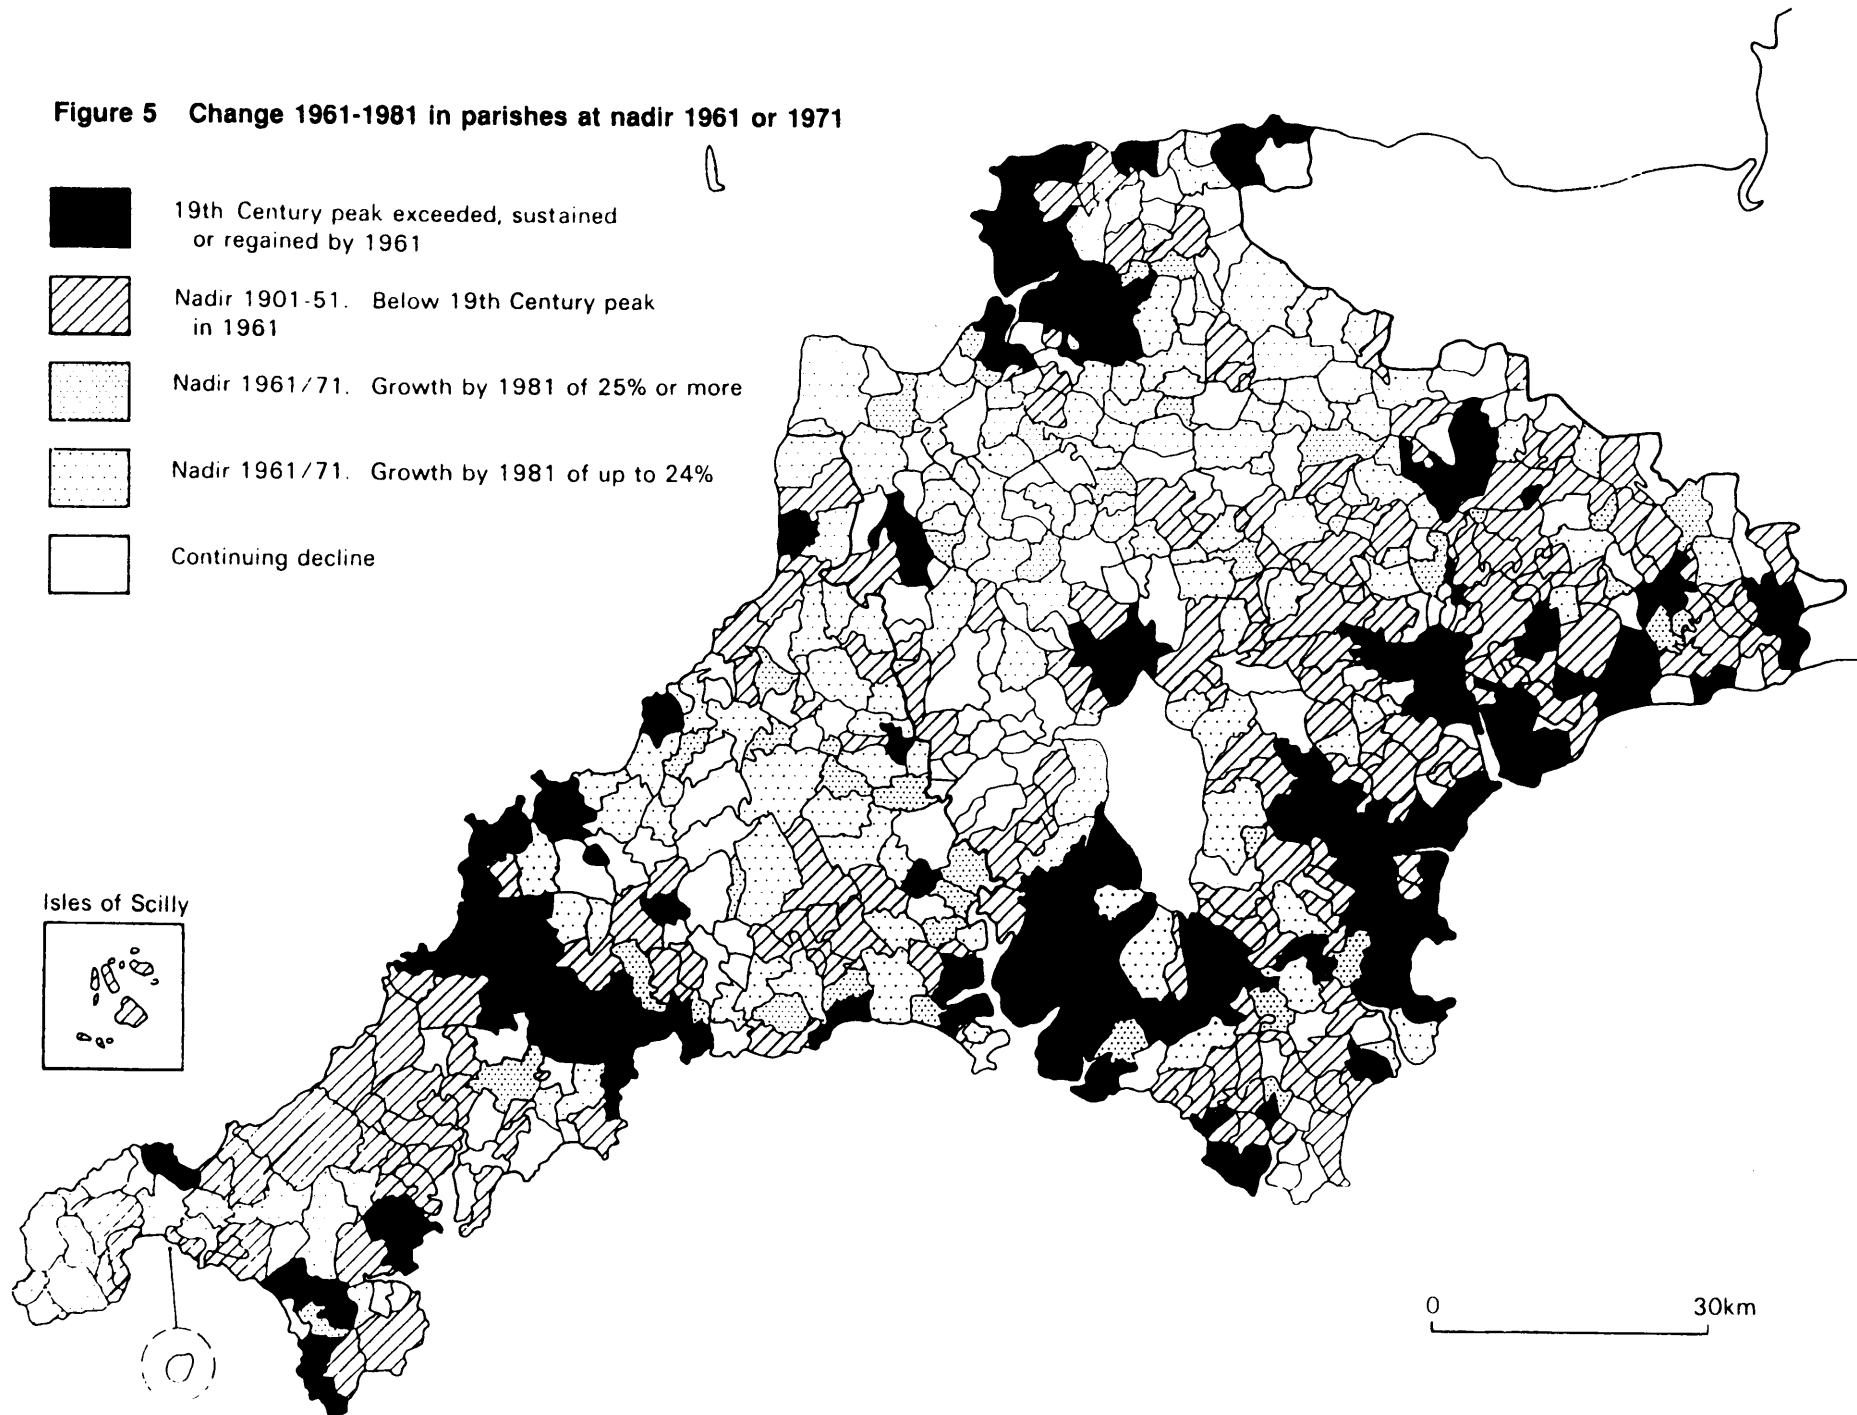 Figure 5 Change 1961-1981 in parishes at nadir 1961 or 1971
19th Century peak exceeded, sustained
or regained by 1961
Nadir 1901-51. Below 19th Century peak
in 1961
Nadir 1961/71. Growth by 1981 of 25% or more
Nadir 1961/71. Growth by 1981 of up to 24%
Continuing decline
Isles of Scilly
0 30km